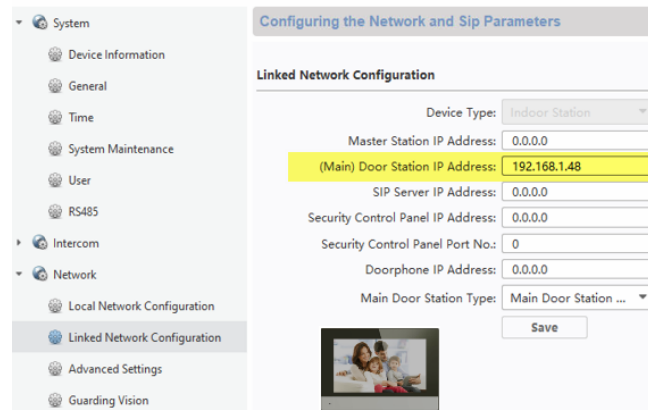 System
Device Information
General
Time
System Maintenance
User
RS485
Intercom
Network
Local Network Configuration
Linked Network Configuration
Advanced Settings
Guarding Vision
Configuring the Network and Sip Parameters
Linked Network Configuration
Device Type: Indoor Station
Master Station IP Address: 0.0.0.0
(Main) Door Station IP Address: 192.168.1.48
SIP Server IP Address: 0.0.0.0
Security Control Panel IP Address: 0.0.0.0
Security Control Panel Port No.: 0
Doorphone IP Address: 0.0.0.0
Main Door Station Type: Main Door Station ...
Save